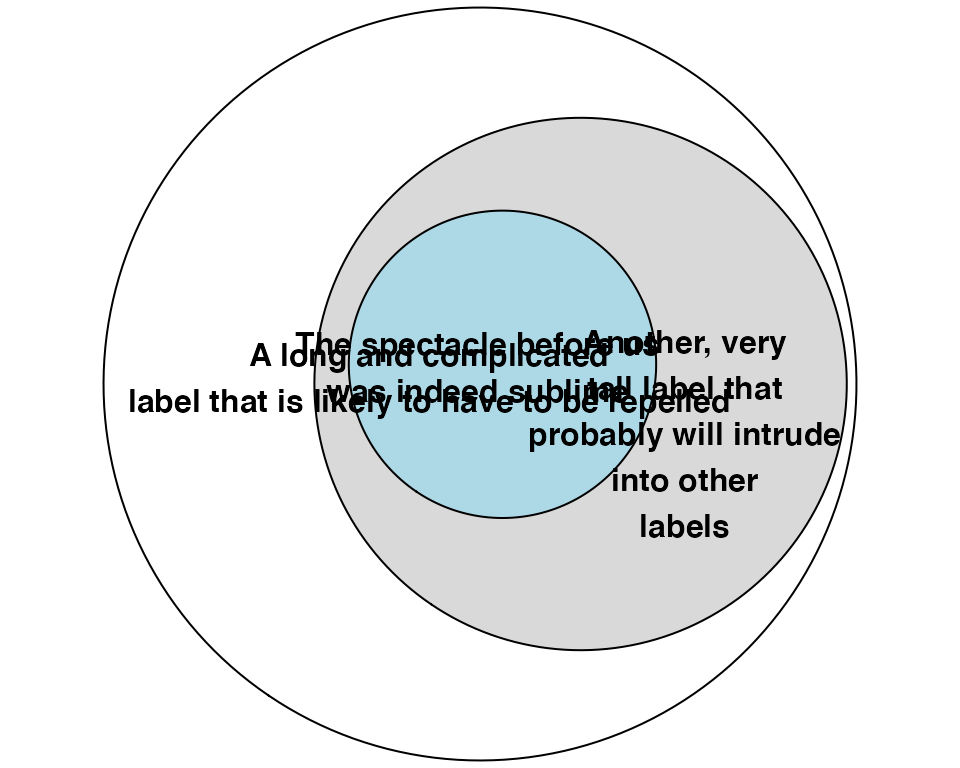 The spectacle before us
was indeed sublime
A long and complicated
label that is likely to have to be repelled
Another, very
tall label that
probably will intrude
into other
labels